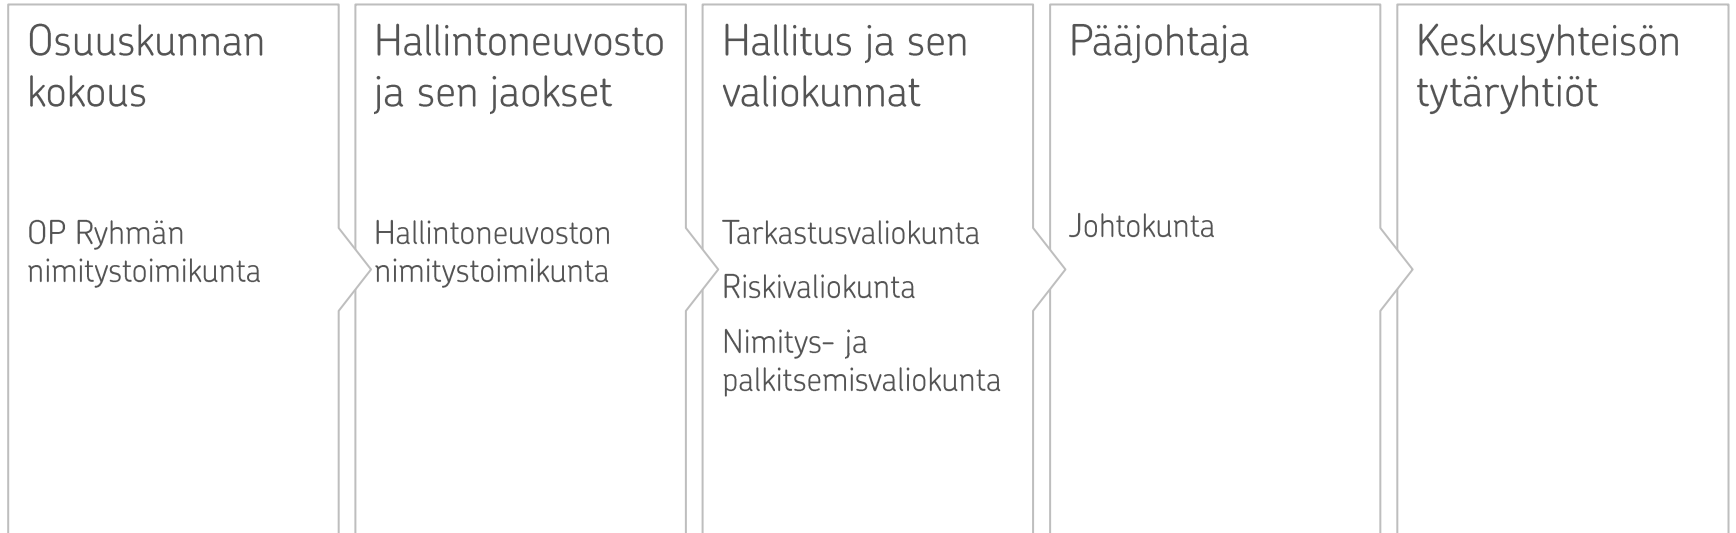 Osuuskunnan
kokous
OP Ryhmän
nimitystoimikunta
Hallintoneuvosto
ja sen jaokset
Hallintoneuvoston
nimitystoimikunta
Hallitus ja sen
valiokunnat
Tarkastusvaliokunta
Riskivaliokunta
Nimitys- ja
palkitsemisvaliokunta
Pääjohtaja
Johtokunta
Keskusyhteisön
tytäryhtiöt